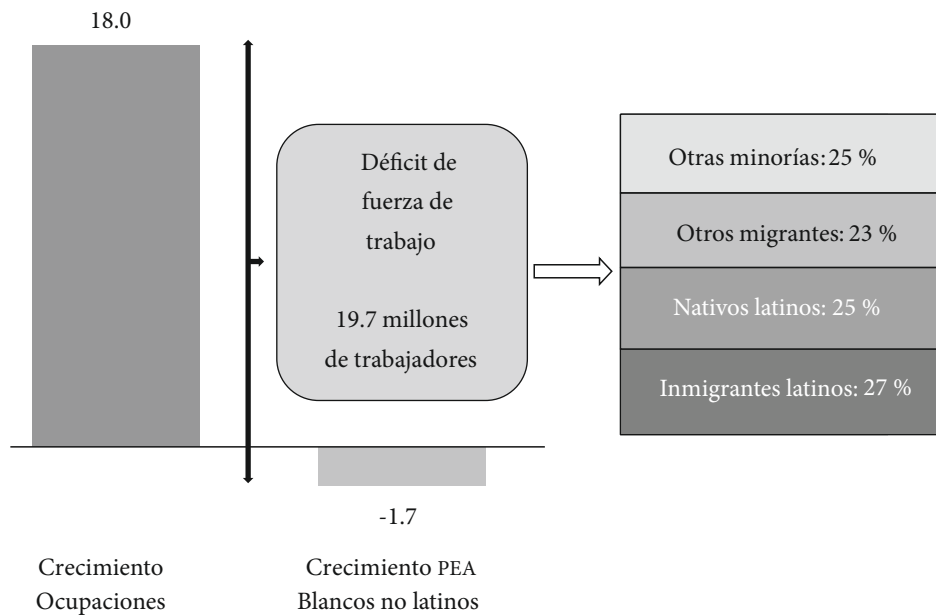 18.0
Déficit de
fuerza de
trabajo
19.7 millones
de trabajadores
Otras minorías: 25 %
Otros migrantes: 23 %
Nativos latinos: 25 %
Inmigrantes latinos: 27 %
-1.7
Crecimiento
Ocupaciones
Crecimiento PEA
Blancos no latinos